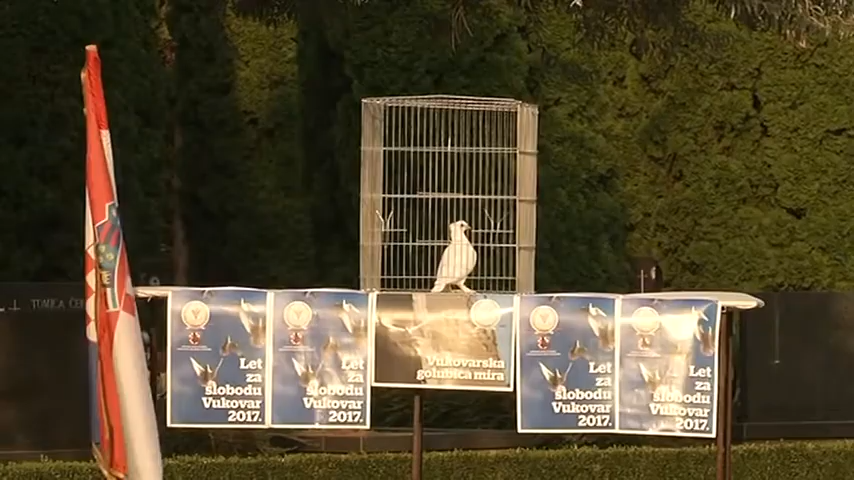 TUMICA
Let
za
slobodu
Vukovar
2017.
Let
za
slobodu
Vukovar
2017.
Vukovarska
golubica mira
Let
za
slobodu
Vukovar
2017.
Let
za
slobodu
Vukovar
2017.